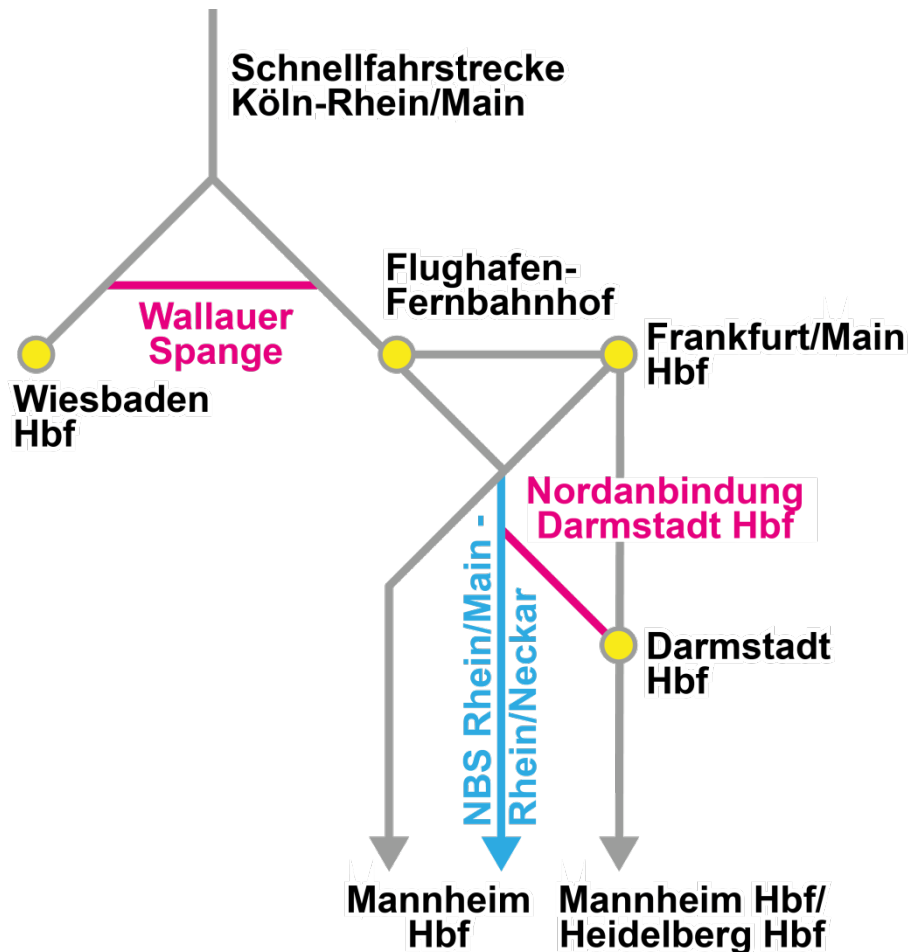 Schnellfahrstrecke
Köln-Rhein/Main
Flughafen-
Fernbahnhof
Wallauer
Spange
Frankfurt/Main
Hbf
Wiesbaden
Hbf
Nordanbindung
Darmstadt Hbf
NBS Rhein/Main -
Rhein/Neckar
Darmstadt
Hbf
Mannheim
Hbf
Mannheim Hbf/
Heidelberg Hbf